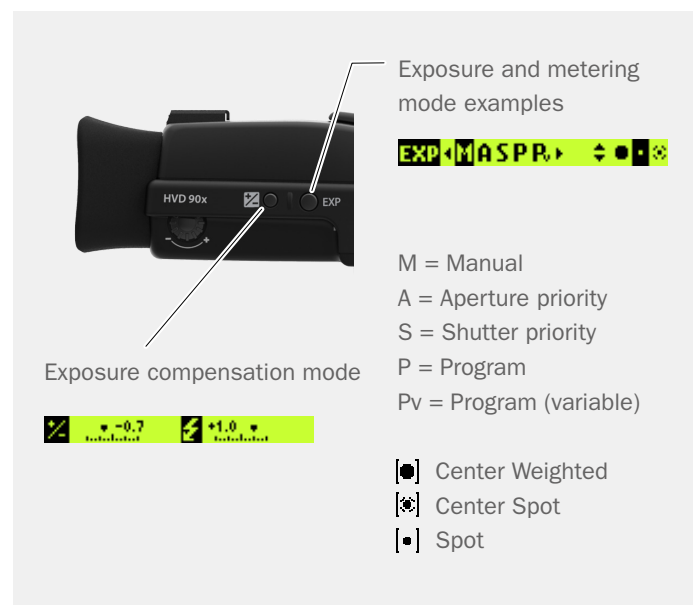 Exposure and metering
mode examples
EXP M A S P Pv
HVD 90x
EXP
- +
M = Manual
A = Aperture priority
S = Shutter priority
P = Program
Pv = Program (variable)
Exposure compensation mode
-0.7 +1.0
Center Weighted
Center Spot
Spot